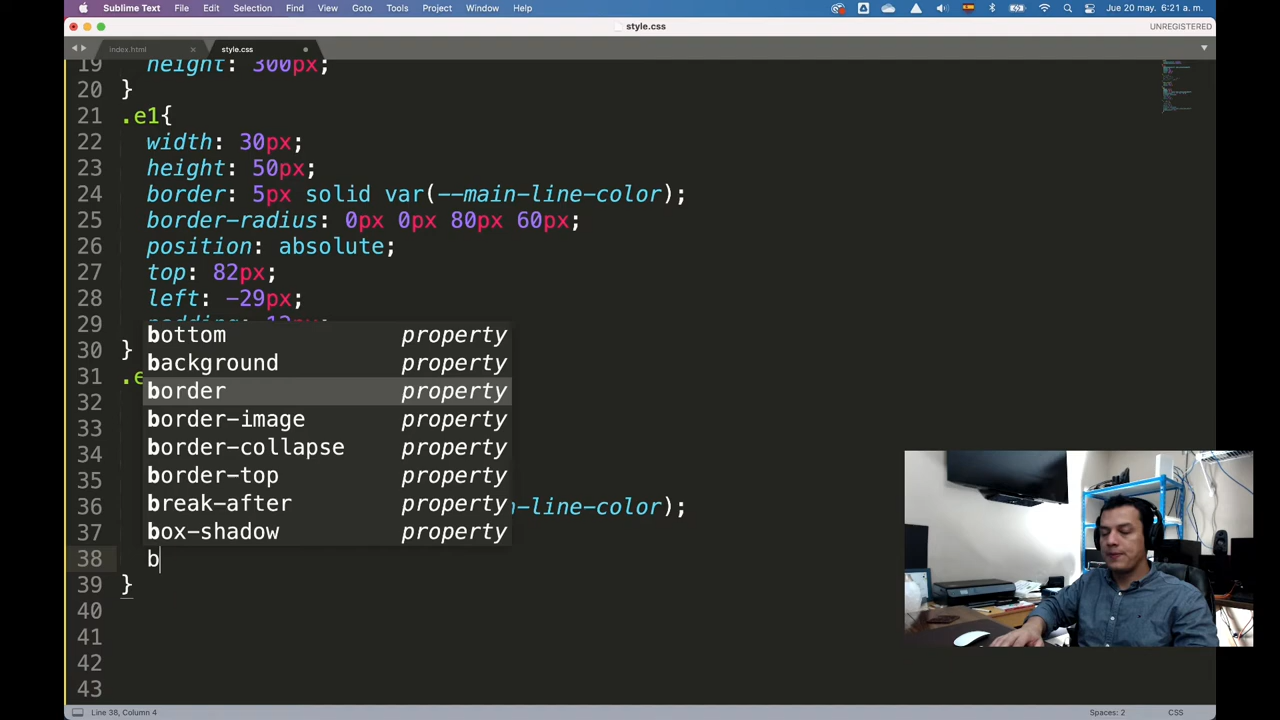 Sublime Text File Edit Selection Find View Goto Tools Project Window Help Jue 20 may. 6:21 a.m.
style.css UNREGISTERED
index.html × style.css
19 height: 300px;
20 }
21 .e1{
22 width: 30px;
23 height: 50px;
24 border: 5px solid var(--main-line-color);
25 border-radius: 0px 0px 80px 60px;
26 position: absolute;
27 top: 82px;
28 left: -29px;
29 padding: 12px;
bottom property
30 }
background property
31 .e
border property
32
border-image property
33
border-collapse property
34
border-top property
35
break-after property
36 n-line-color);
box-shadow property
37
38 b
39 }
40
41
42
43
Line 38, Column 4 Spaces: 2 CSS